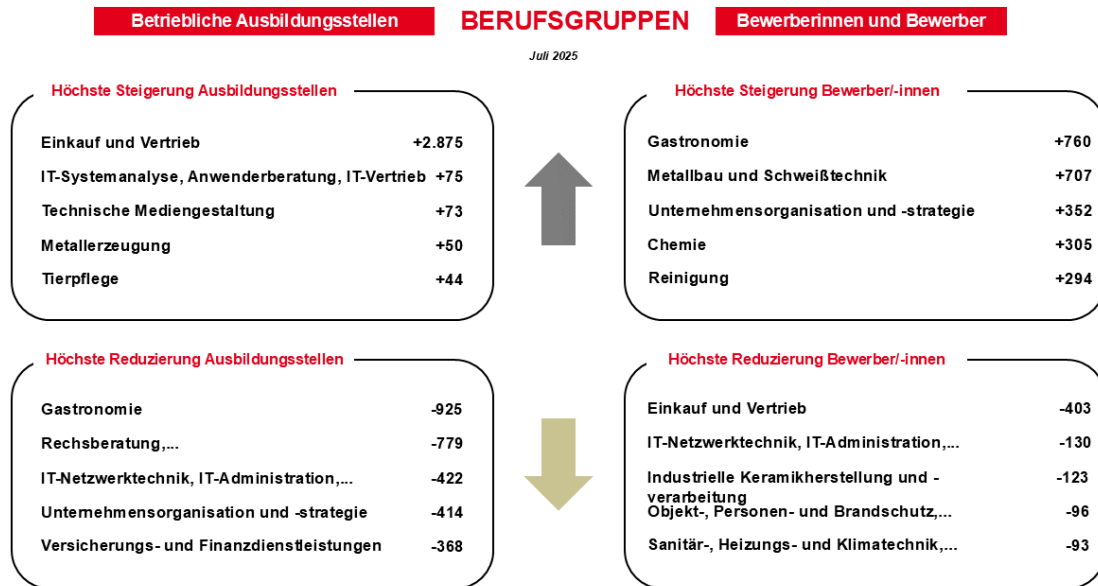 Betriebliche Ausbildungsstellen
BERUFSGRUPPEN
Bewerberinnen und Bewerber
Juli 2025
Höchste Steigerung Ausbildungsstellen
Einkauf und Vertrieb +2.875
IT-Systemanalyse, Anwenderberatung, IT-Vertrieb +75
Technische Mediengestaltung +73
Metallerzeugung +50
Tierpflege +44
Höchste Steigerung Bewerber/-innen
Gastronomie +760
Metallbau und Schweißtechnik +707
Unternehmensorganisation und -strategie +352
Chemie +305
Reinigung +294
Höchste Reduzierung Ausbildungsstellen
Gastronomie -925
Rechsberatung,... -779
IT-Netzwerktechnik, IT-Administration,... -422
Unternehmensorganisation und -strategie -414
Versicherungs- und Finanzdienstleistungen -368
Höchste Reduzierung Bewerber/-innen
Einkauf und Vertrieb -403
IT-Netzwerktechnik, IT-Administration,... -130
Industrielle Keramikherstellung und - -123
verarbeitung
Objekt-, Personen- und Brandschutz,... -96
Sanitär-, Heizungs- und Klimatechnik,... -93